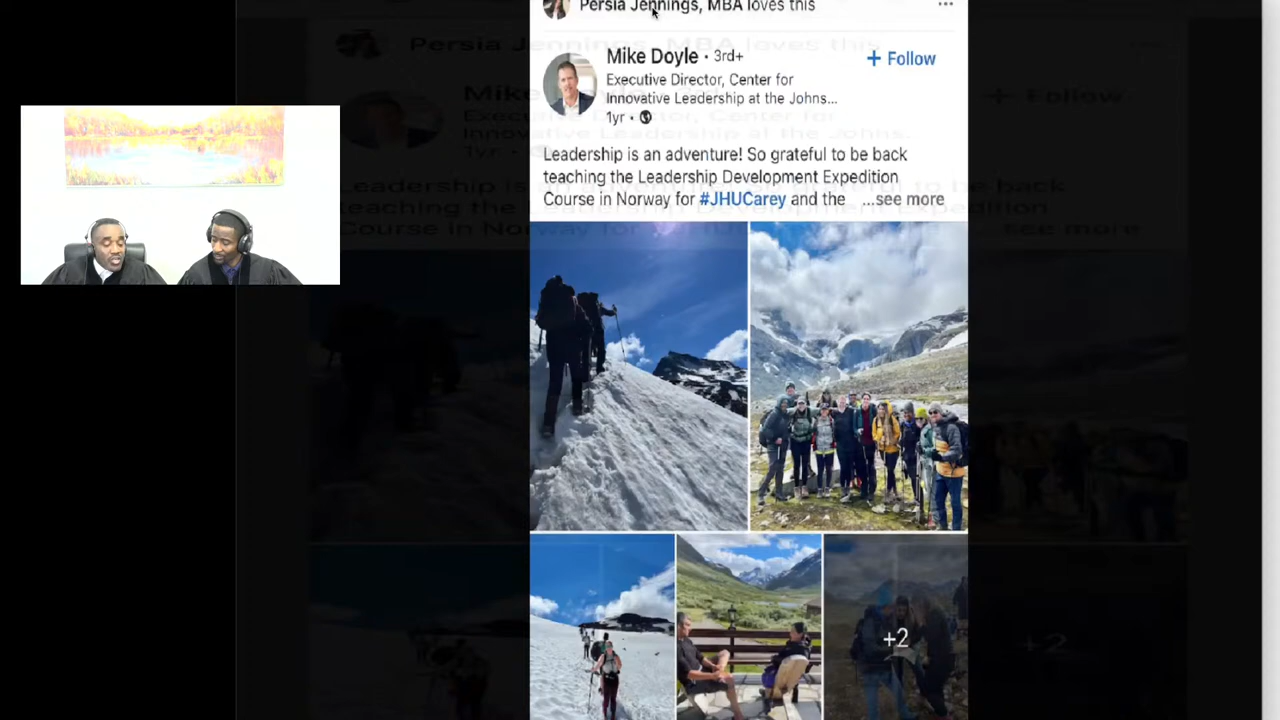 Persia Jennings, MBA loves this
Mike Doyle • 3rd+
+ Follow
Executive Director, Center for
Innovative Leadership at the Johns...
1yr •
Leadership is an adventure! So grateful to be back
teaching the Leadership Development Expedition
Course in Norway for #JHUCarey and the ...see more
+2